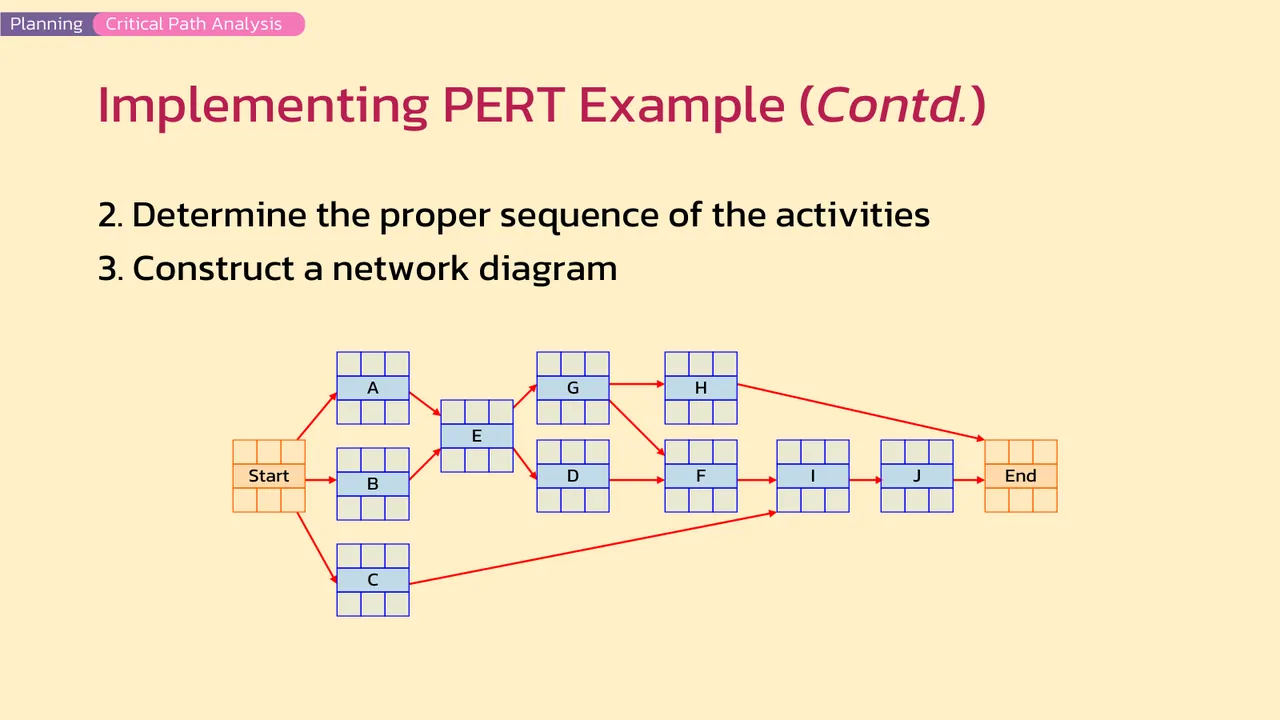 Planning Critical Path Analysis
Implementing PERT Example (Contd.)
2. Determine the proper sequence of the activities
3. Construct a network diagram
A
G
H
E
Start
B
D
F
I
J
End
C